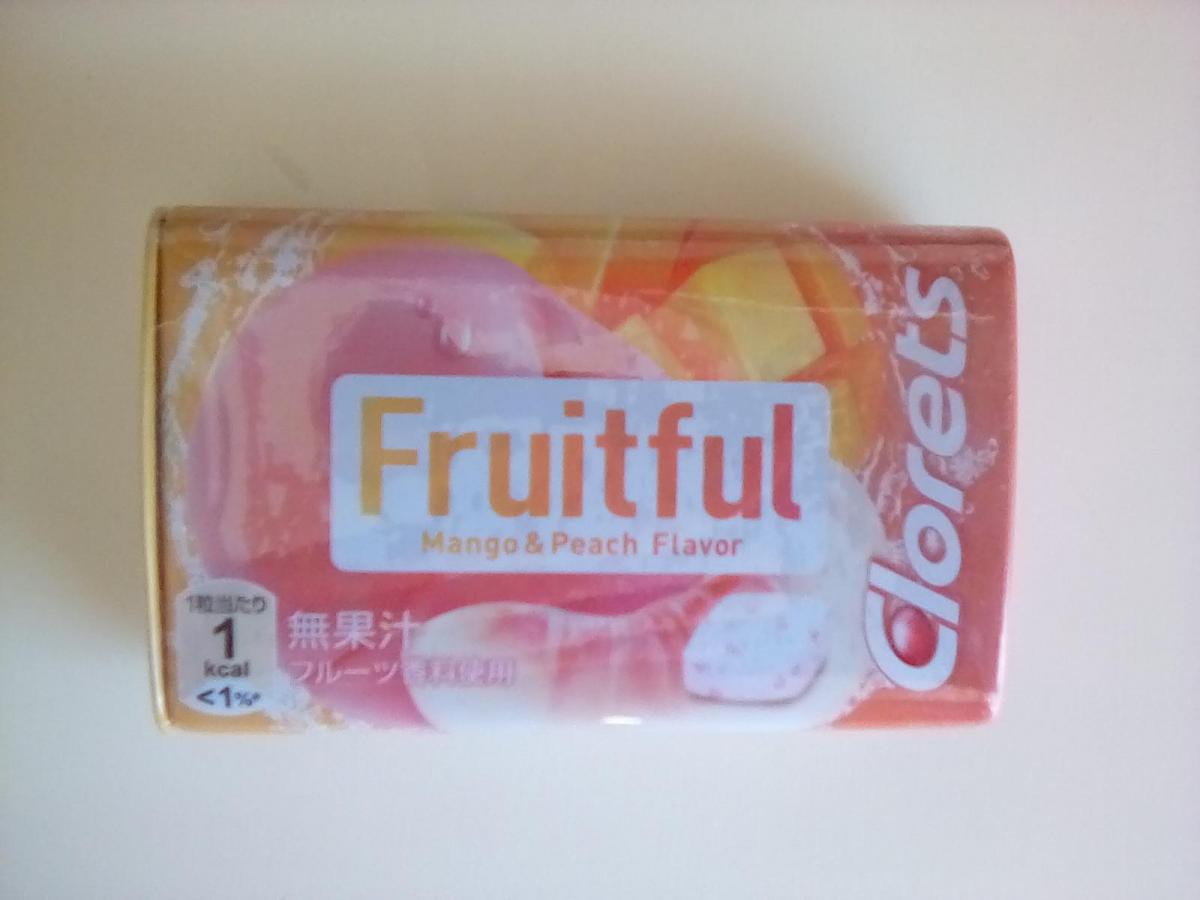 Fruitful
Mango & Peach Flavor
Clorets
1粒当たり
1
kcal
<1%*
無果汁
フルーツ香料使用